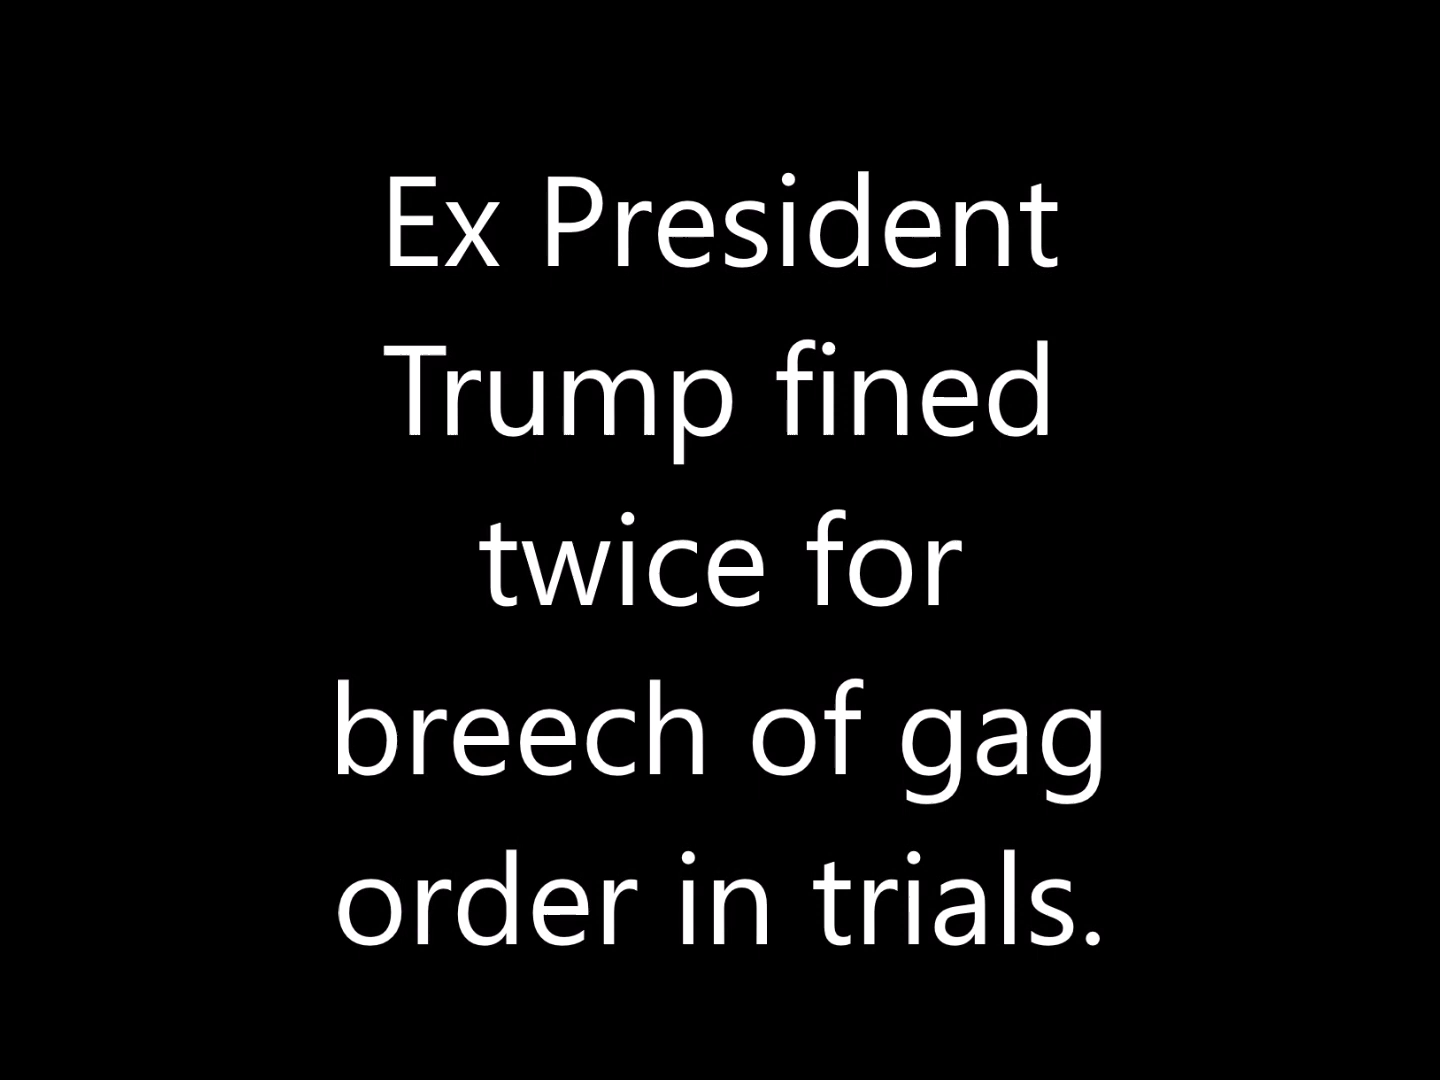 Ex President
Trump fined
twice for
breech of gag
order in trials.